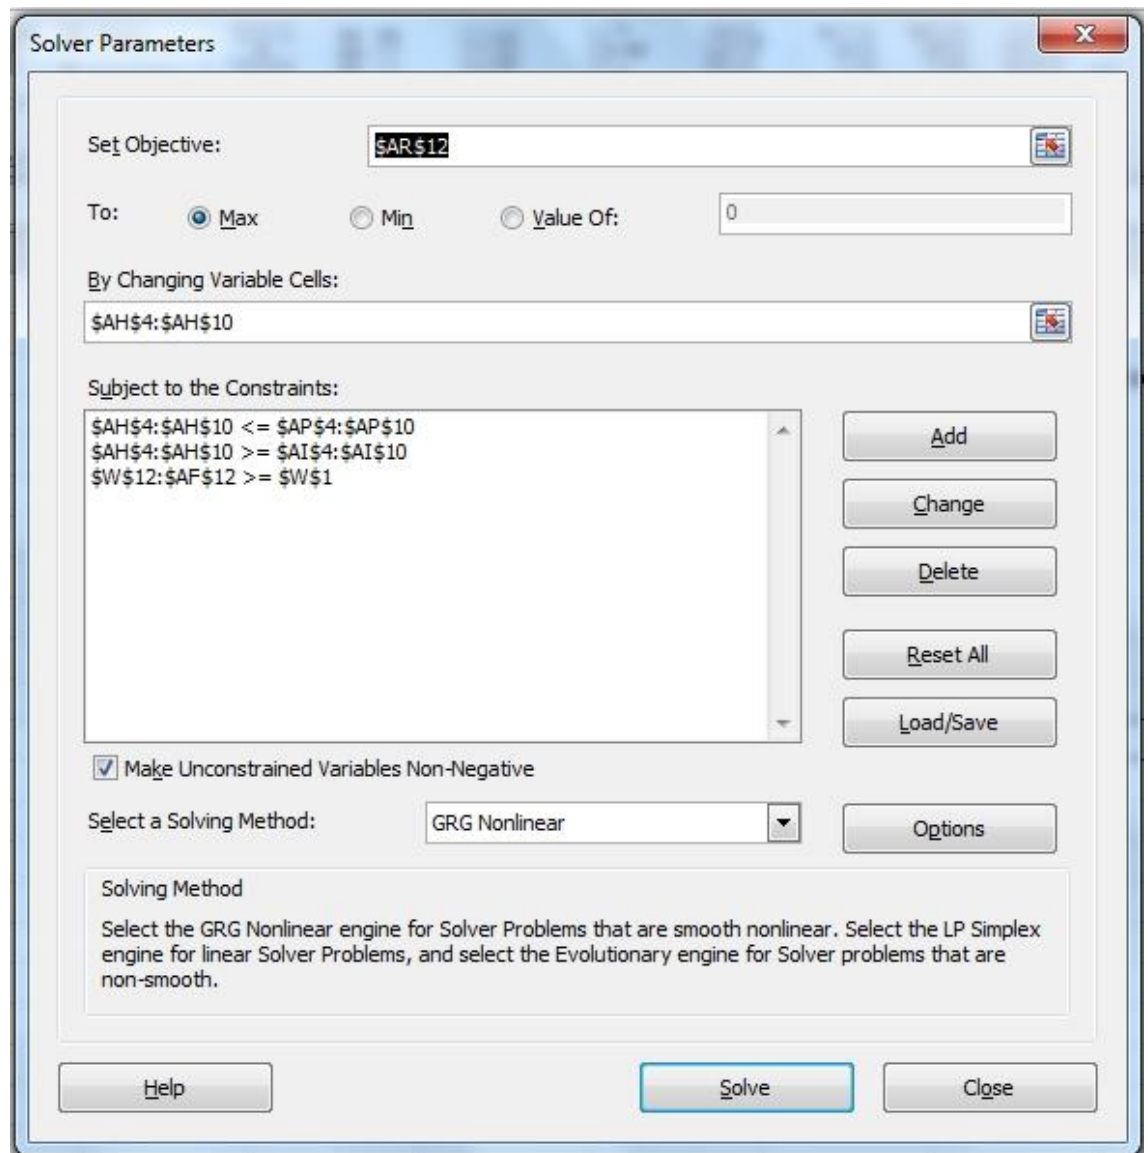 Solver Parameters
Set Objective:
$AR$12
To:
Max
Min
Value Of:
0
By Changing Variable Cells:
$AH$4:$AH$10
Subject to the Constraints:
$AH$4:$AH$10 <= $AP$4:$AP$10
$AH$4:$AH$10 >= $AI$4:$AI$10
$W$12:$AF$12 >= $W$1
Add
Change
Delete
Reset All
Load/Save
Make Unconstrained Variables Non-Negative
Select a Solving Method:
GRG Nonlinear
Options
Solving Method
Select the GRG Nonlinear engine for Solver Problems that are smooth nonlinear. Select the LP Simplex
engine for linear Solver Problems, and select the Evolutionary engine for Solver problems that are
non-smooth.
Help
Solve
Close